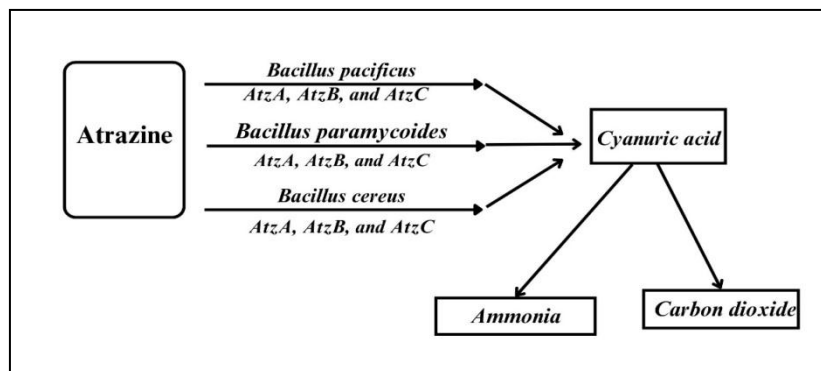 Atrazine
Bacillus pacificus
AtzA, AtzB, and AtzC
Bacillus paramycoides
AtzA, AtzB, and AtzC
Bacillus cereus
AtzA, AtzB, and AtzC
Cyanuric acid
Ammonia
Carbon dioxide